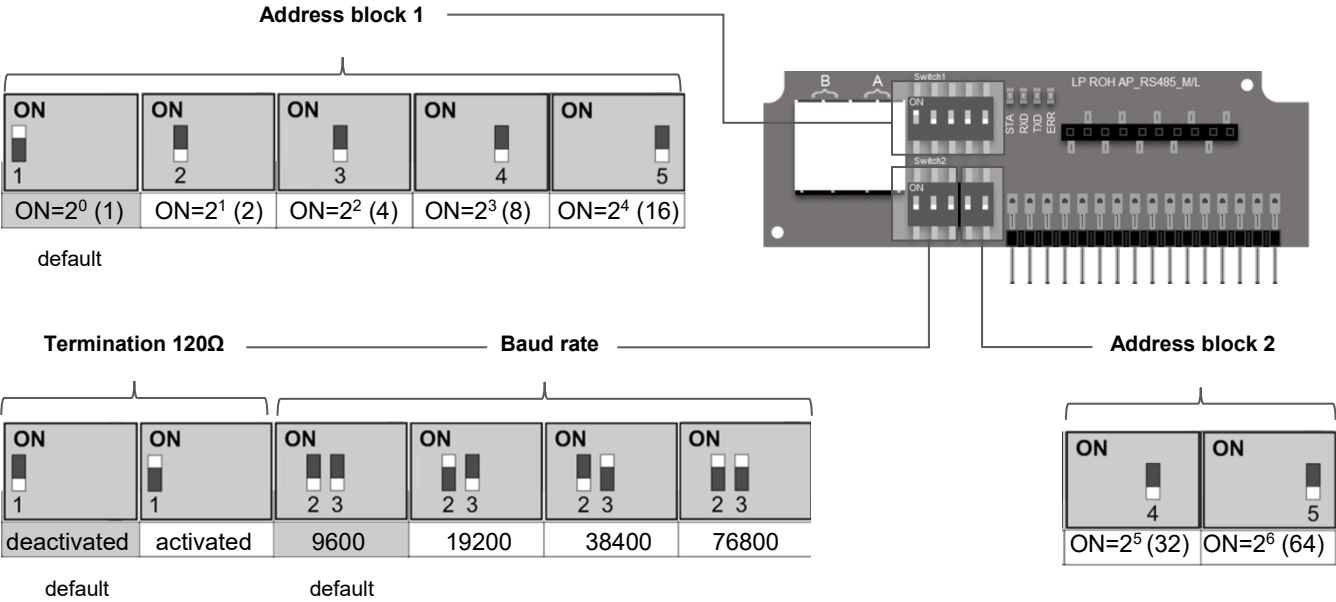 Address block 1
B A Switch1 LP ROH AP_RS485_M/L
ON
STA RXD TXD ERR
Switch2
ON
ON ON ON ON ON
1 2 3 4 5
ON=2⁰ (1) ON=2¹ (2) ON=2² (4) ON=2³ (8) ON=2⁴ (16)
default
Termination 120Ω Baud rate Address block 2
ON ON ON ON ON ON
1 1 2 3 2 3 2 3 2 3
deactivated activated 9600 19200 38400 76800
default default
ON ON
4 5
ON=2⁵ (32) ON=2⁶ (64)